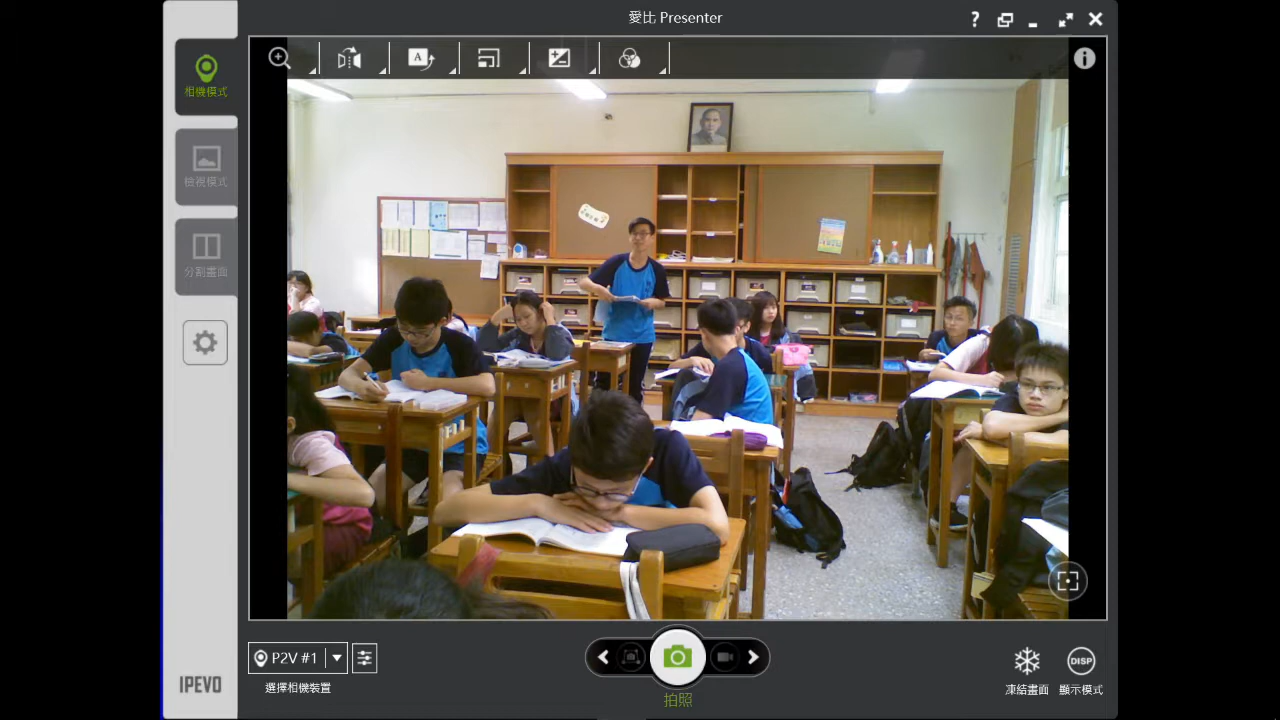 愛比 Presenter
?
相機模式
檢視模式
分割畫面
A
IPEVO
P2V #1
選擇相機裝置
拍照
DISP
凍結畫面
顯示模式